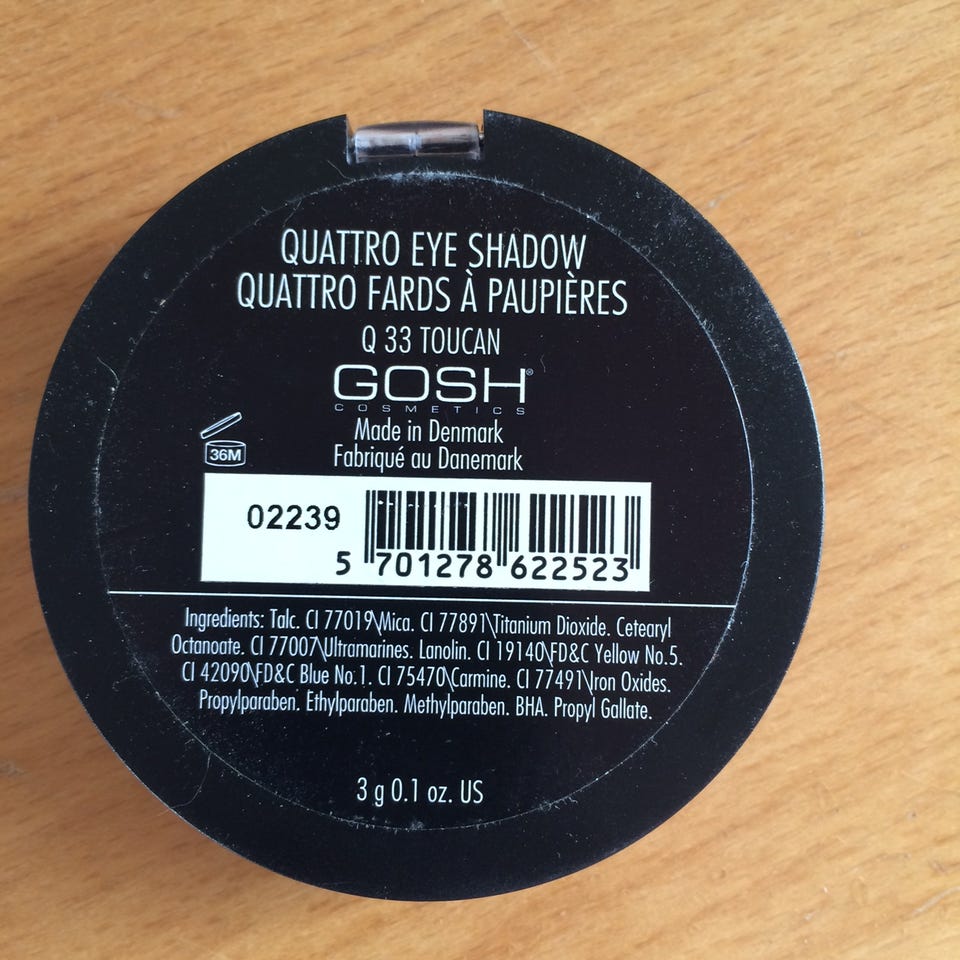 QUATTRO EYE SHADOW
QUATTRO FARDS À PAUPIÈRES
Q 33 TOUCAN
GOSH®
COSMETICS
Made in Denmark
Fabriqué au Danemark
36M
02239
5 701278 622523
Ingredients: Talc. CI 77019\Mica. CI 77891\Titanium Dioxide. Cetearyl
Octanoate. CI 77007\Ultramarines. Lanolin. CI 19140\FD&C Yellow No.5.
CI 42090\FD&C Blue No.1. CI 75470\Carmine. CI 77491\Iron Oxides.
Propylparaben. Ethylparaben. Methylparaben. BHA. Propyl Gallate.
3 g 0.1 oz. US